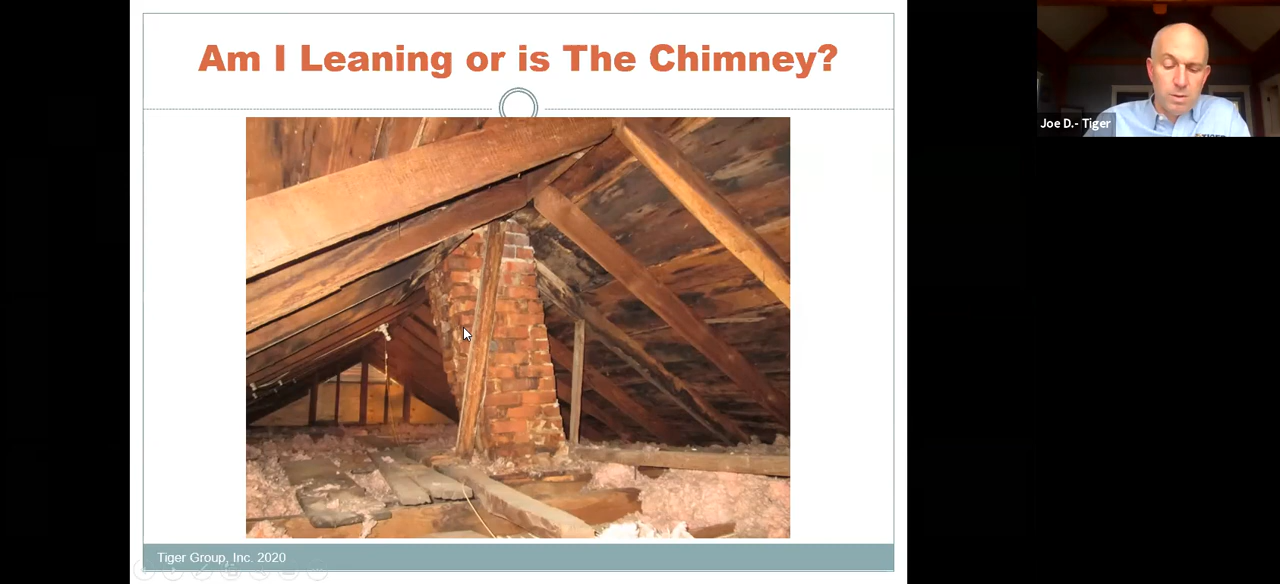 Am I Leaning or is The Chimney?
Joe D.- Tiger
Tiger Group, Inc. 2020